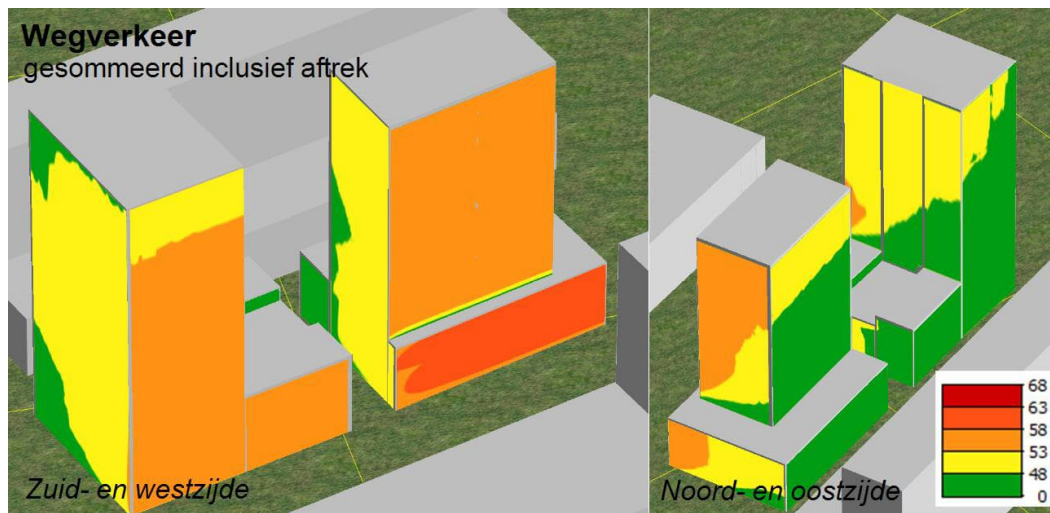 Wegverkeer
gesommeerd inclusief aftrek
Zuid- en westzijde
Noord- en oostzijde
68
63
58
53
48
0